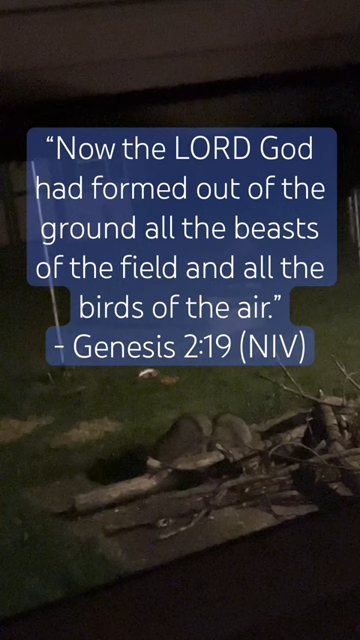 “Now the LORD God
had formed out of the
ground all the beasts
of the field and all the
birds of the air.”
- Genesis 2:19 (NIV)